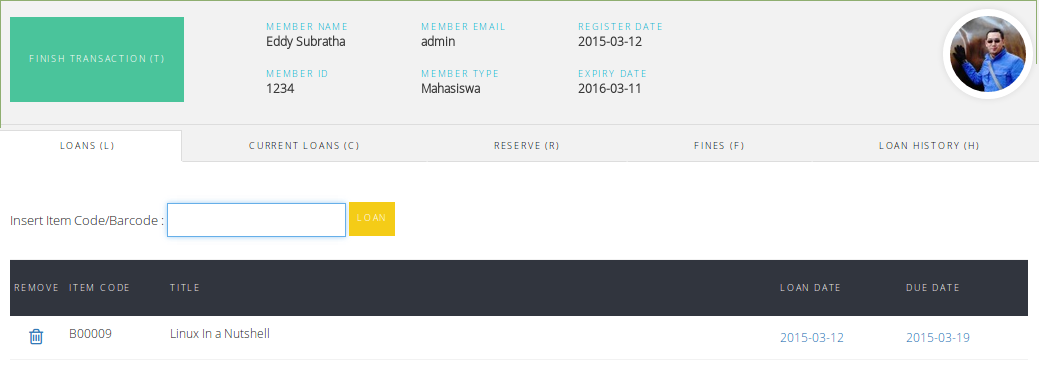 FINISH TRANSACTION (T)
MEMBER NAME MEMBER EMAIL REGISTER DATE
Eddy Subratha admin 2015-03-12
MEMBER ID MEMBER TYPE EXPIRY DATE
1234 Mahasiswa 2016-03-11
LOANS (L) CURRENT LOANS (C) RESERVE (R) FINES (F) LOAN HISTORY (H)
Insert Item Code/Barcode : LOAN
REMOVE ITEM CODE TITLE LOAN DATE DUE DATE
B00009 Linux In a Nutshell 2015-03-12 2015-03-19